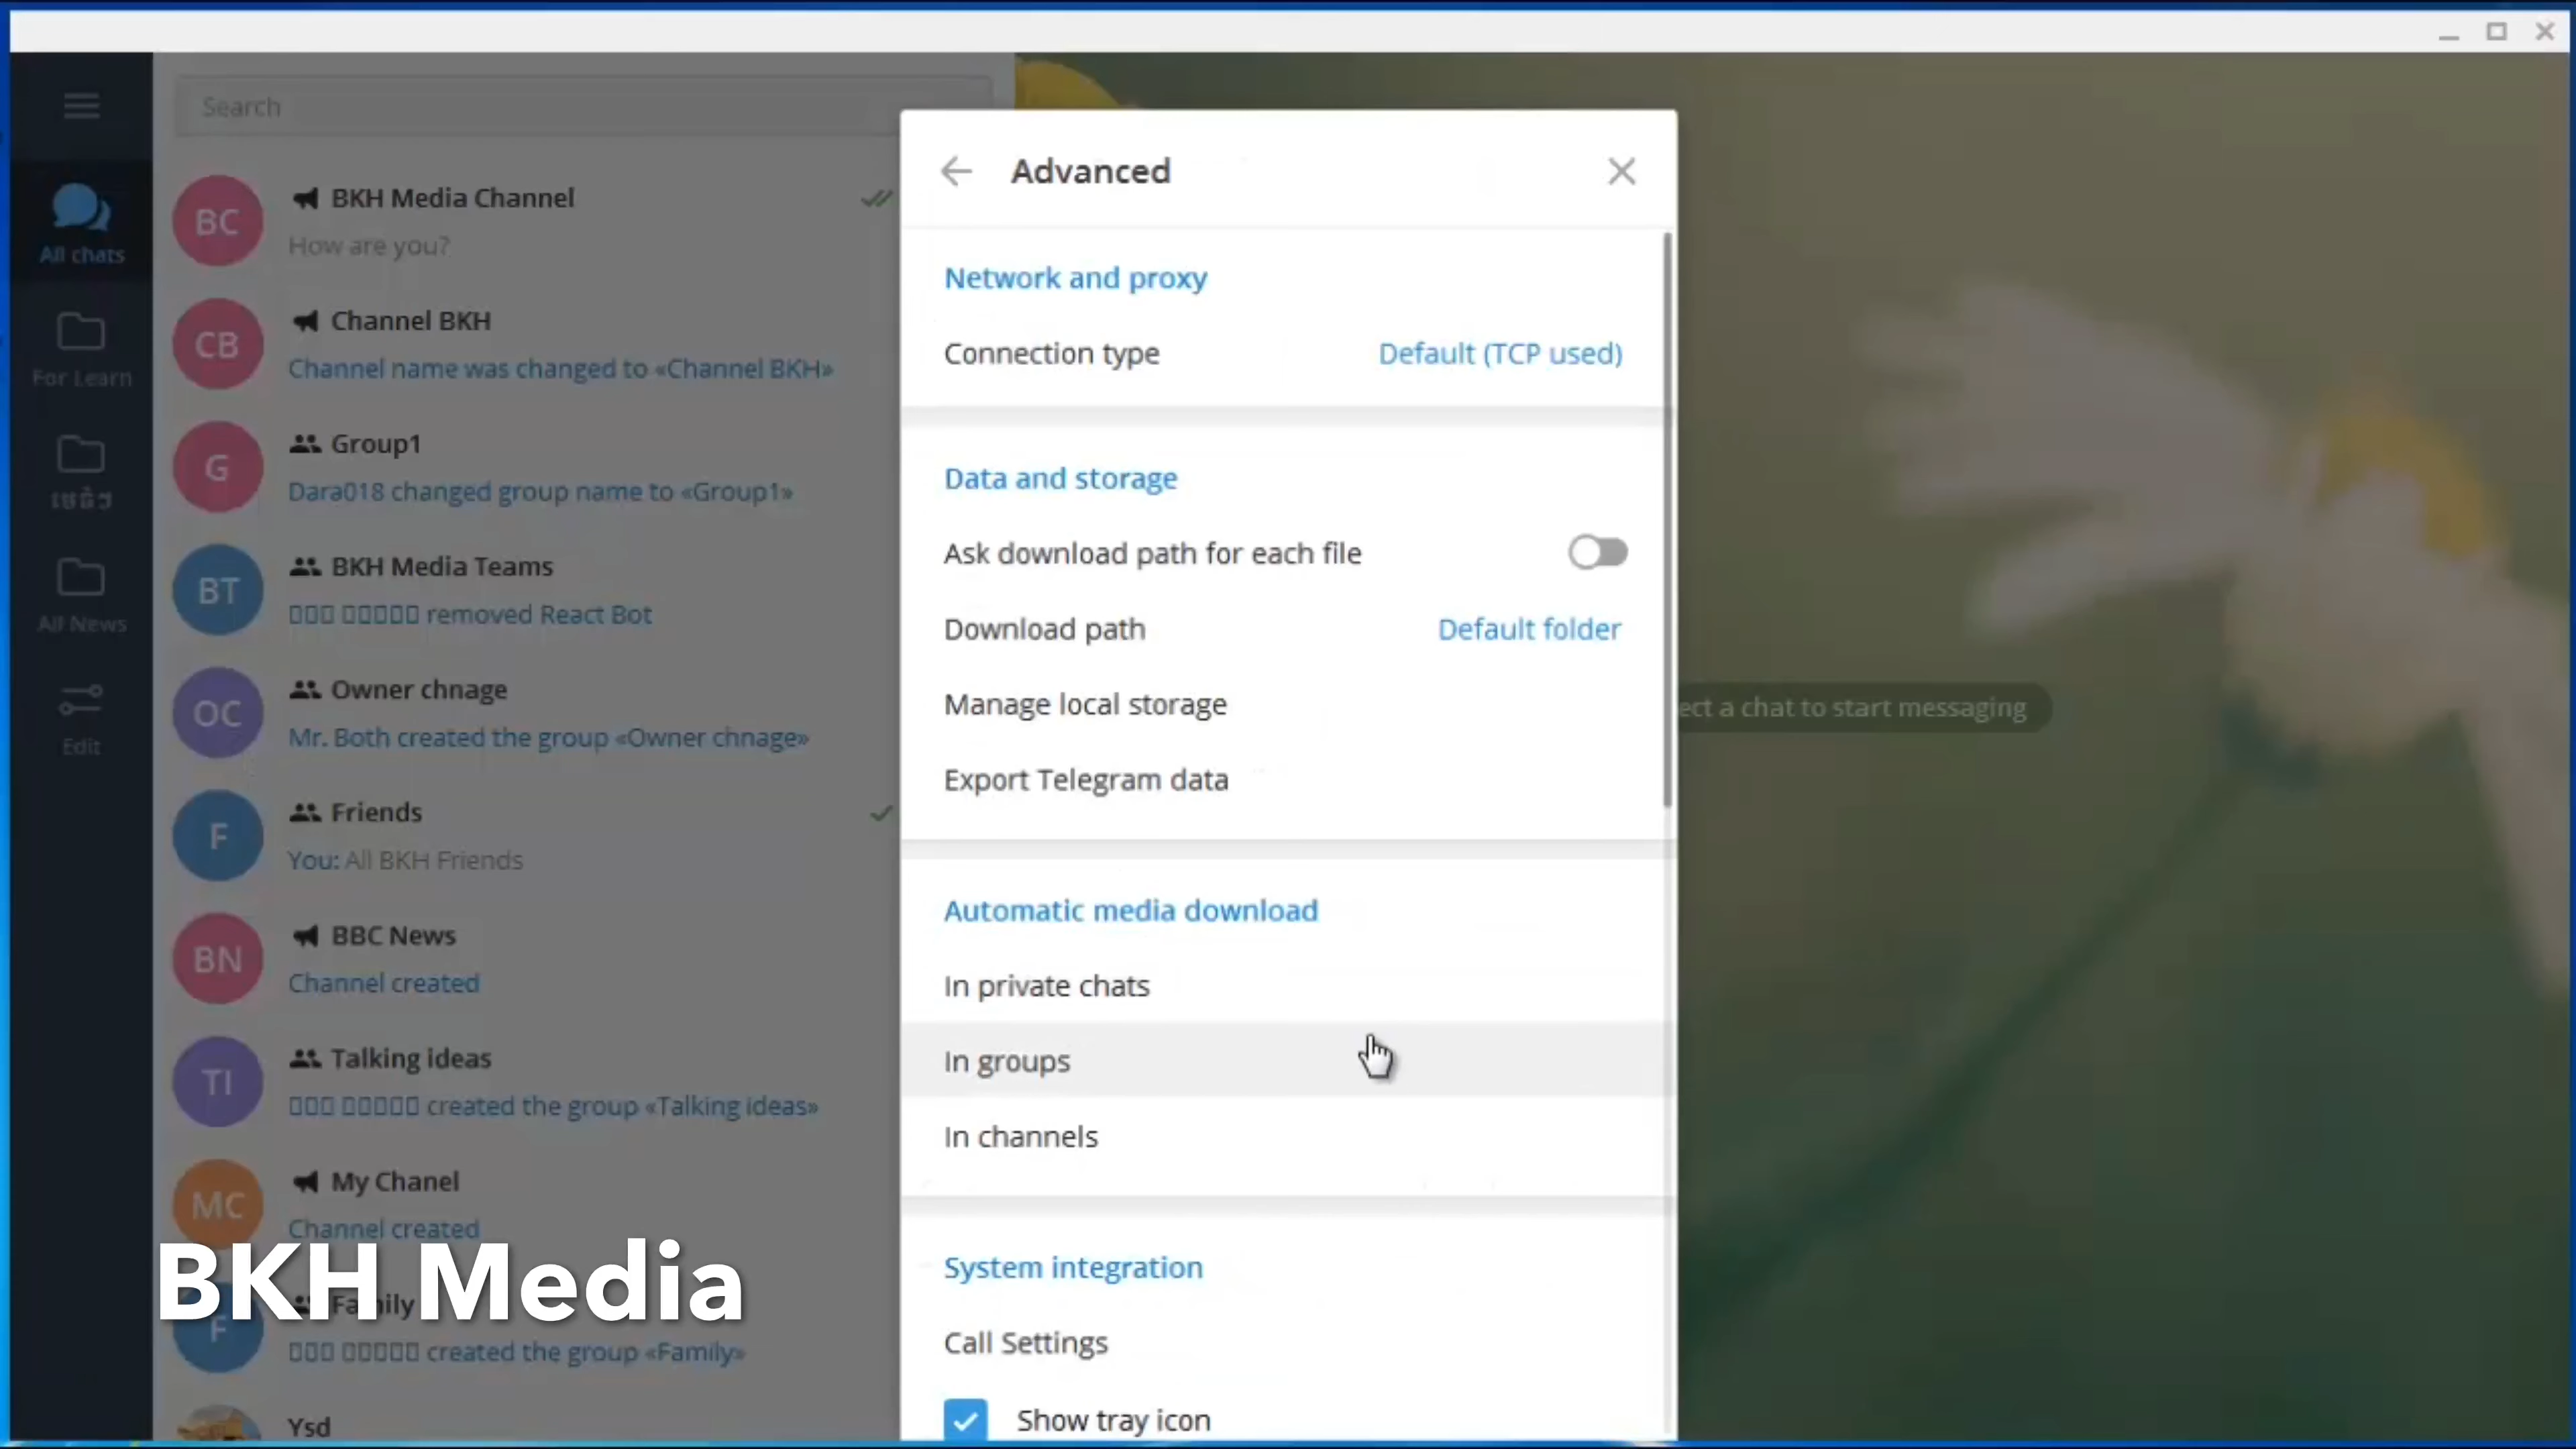 Search
All chats
For Learn
All News
Edit
BC
BKH Media Channel
How are you?
CB
Channel BKH
Channel name was changed to «Channel BKH»
G
Group1
Dara018 changed group name to «Group1»
BT
BKH Media Teams
removed React Bot
OC
Owner chnage
Mr. Both created the group «Owner chnage»
F
Friends
You: All BKH Friends
BN
BBC News
Channel created
TI
Talking ideas
created the group «Talking ideas»
MC
My Chanel
Channel created
F
Family
created the group «Family»
Ysd
BKH Media
Advanced
Network and proxy
Connection type Default (TCP used)
Data and storage
Ask download path for each file
Download path Default folder
Manage local storage
Export Telegram data
Automatic media download
In private chats
In groups
In channels
System integration
Call Settings
Show tray icon
ect a chat to start messaging